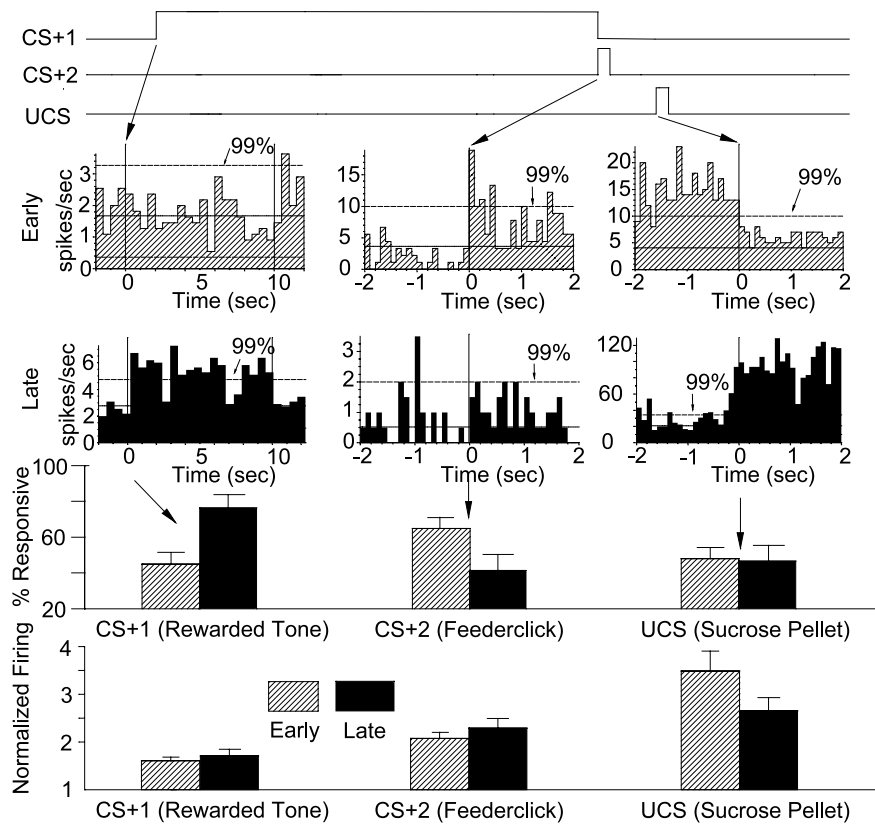 CS+1
CS+2
UCS
Early
spikes/sec
99%
3
2
1
0
0
5
10
Time (sec)
99%
15
10
5
0
-2
-1
0
1
2
Time (sec)
99%
20
15
10
5
0
-2
-1
0
1
2
Time (sec)
Late
spikes/sec
99%
6
4
2
0
0
5
10
Time (sec)
99%
3
2
1
0
-2
-1
0
1
2
Time (sec)
99%
120
80
40
0
-2
-1
0
1
2
Time (sec)
% Responsive
100
60
20
CS+1 (Rewarded Tone)
CS+2 (Feederclick)
UCS (Sucrose Pellet)
Normalized Firing
4
3
2
1
Early
Late
CS+1 (Rewarded Tone)
CS+2 (Feederclick)
UCS (Sucrose Pellet)